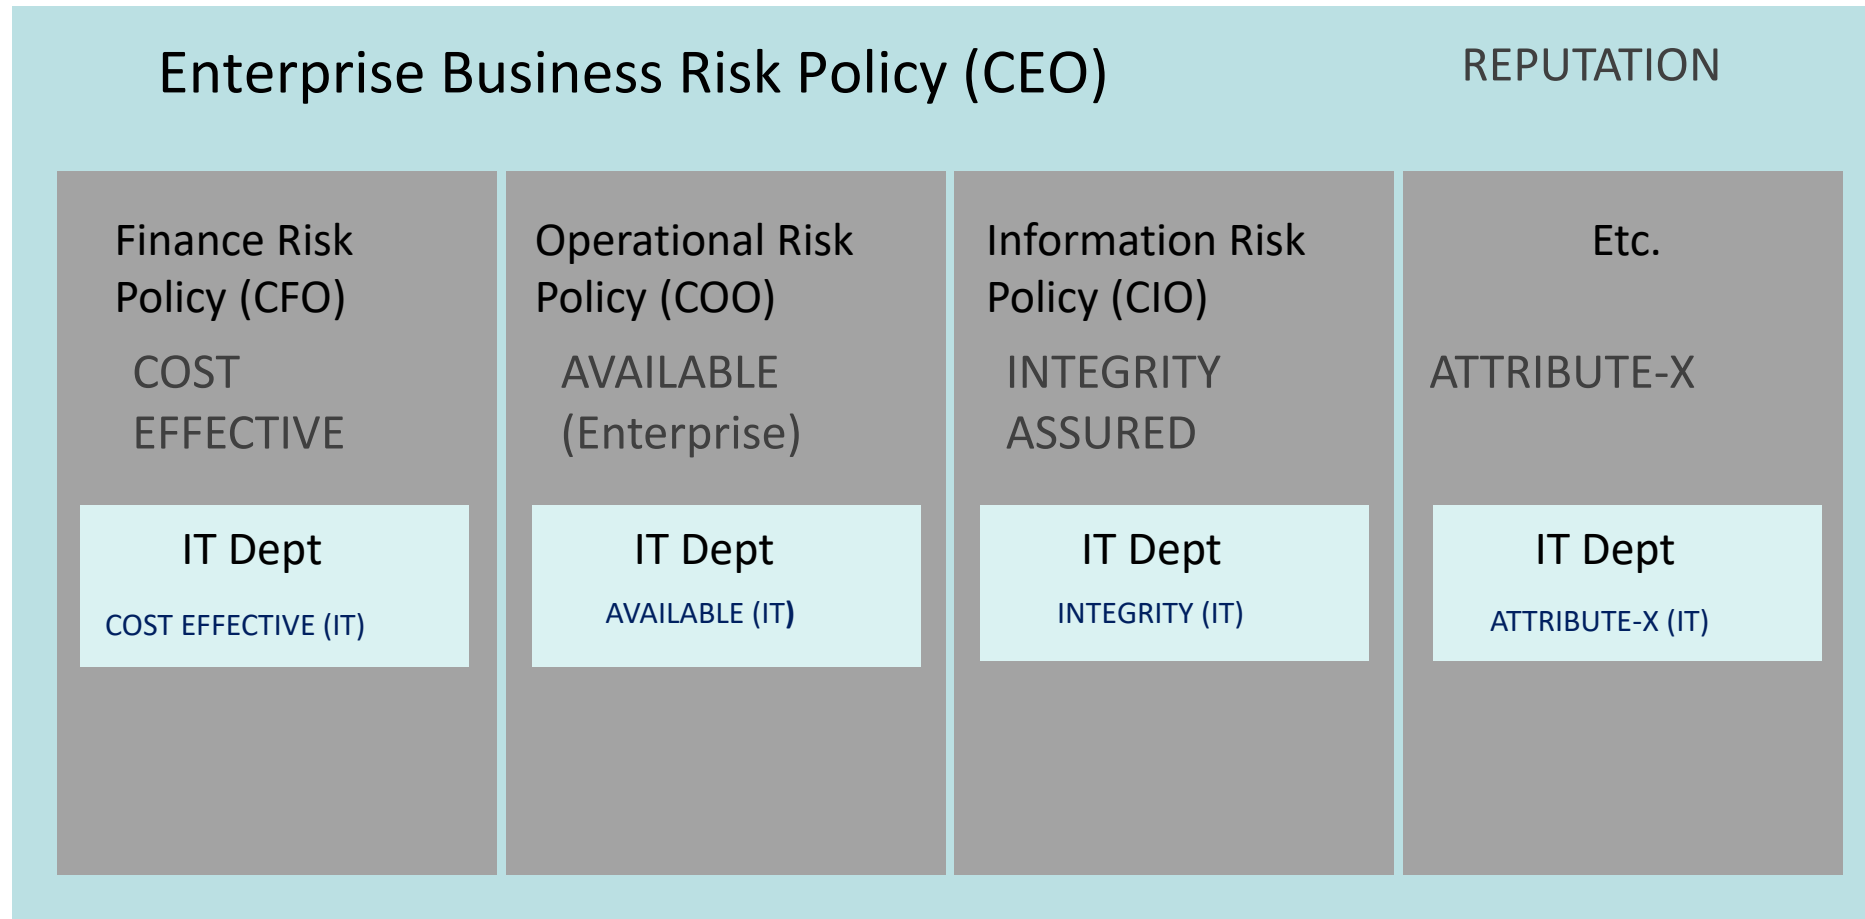 Enterprise Business Risk Policy (CEO)
REPUTATION
Finance Risk
Policy (CFO)
COST
EFFECTIVE
IT Dept
COST EFFECTIVE (IT)
Operational Risk
Policy (COO)
AVAILABLE
(Enterprise)
IT Dept
AVAILABLE (IT)
Information Risk
Policy (CIO)
INTEGRITY
ASSURED
IT Dept
INTEGRITY (IT)
Etc.
ATTRIBUTE-X
IT Dept
ATTRIBUTE-X (IT)